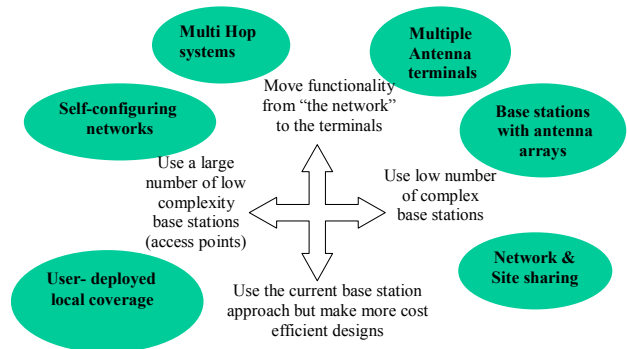 Multi Hop
systems
Multiple
Antenna
terminals
Move functionality
from “the network”
to the terminals
Self-configuring
networks
Base stations
with antenna
arrays
Use a large
number of low
complexity
base stations
(access points)
Use low number
of complex
base stations
User- deployed
local coverage
Network &
Site sharing
Use the current base station
approach but make more cost
efficient designs